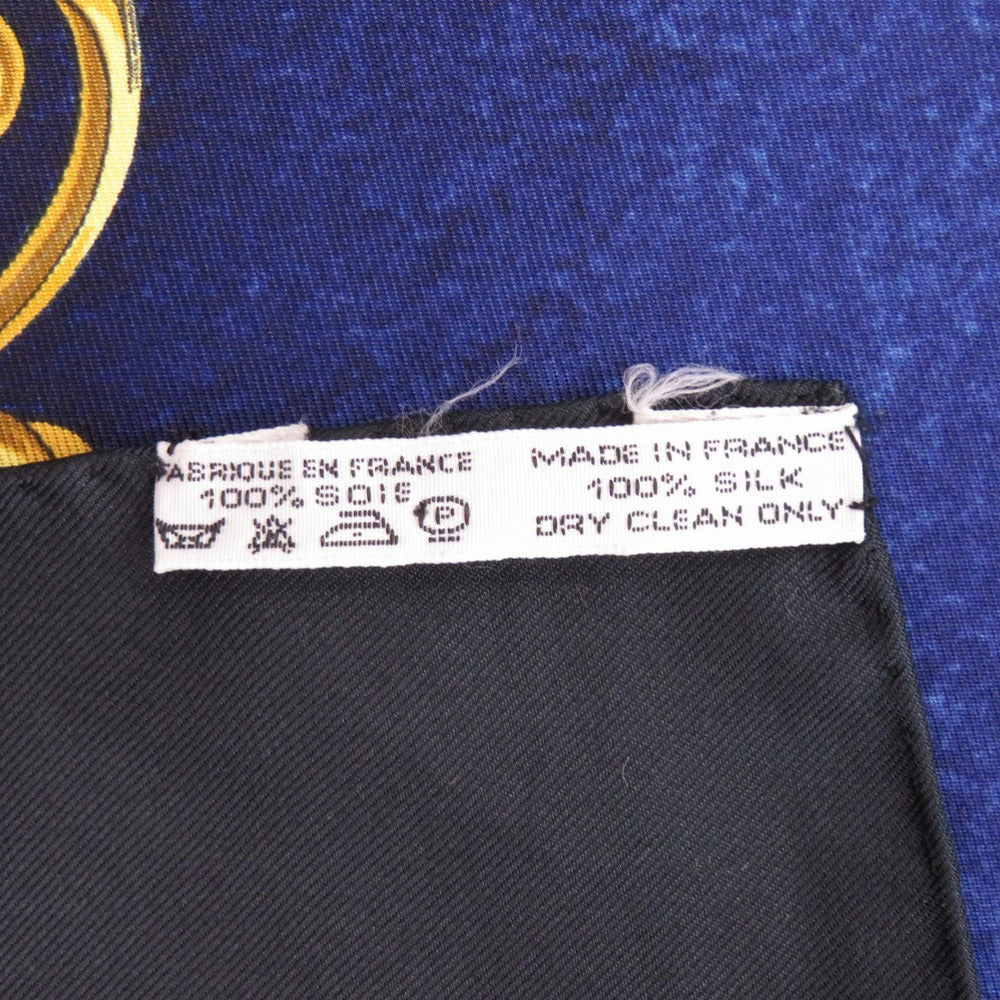 FABRIQUE EN FRANCE
100% SOIE
P
MADE IN FRANCE
100% SILK
DRY CLEAN ONLY